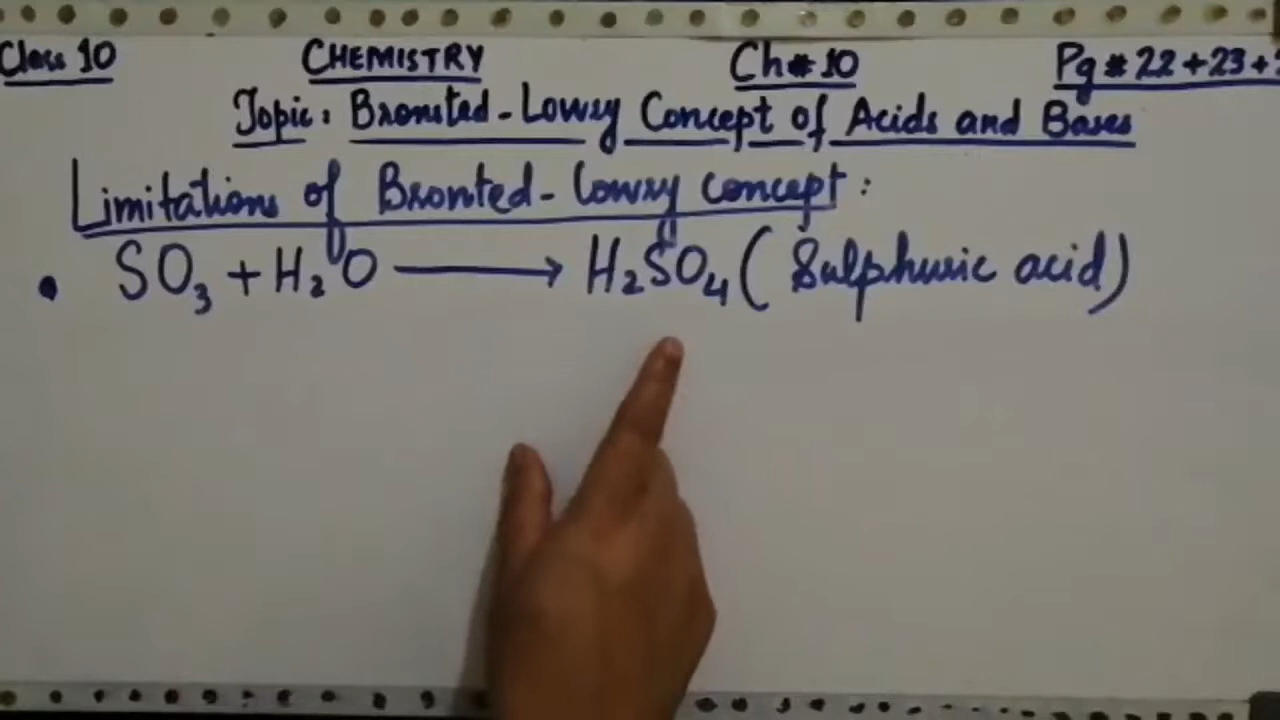 Class 10 CHEMISTRY Ch#10 Pg#22+23+
Topic: Bronsted-Lowry Concept of Acids and Bases
Limitations of Bronted-Lowry concept:
• SO₃ + H₂O ⟶ H₂SO₄ (Sulphuric acid)